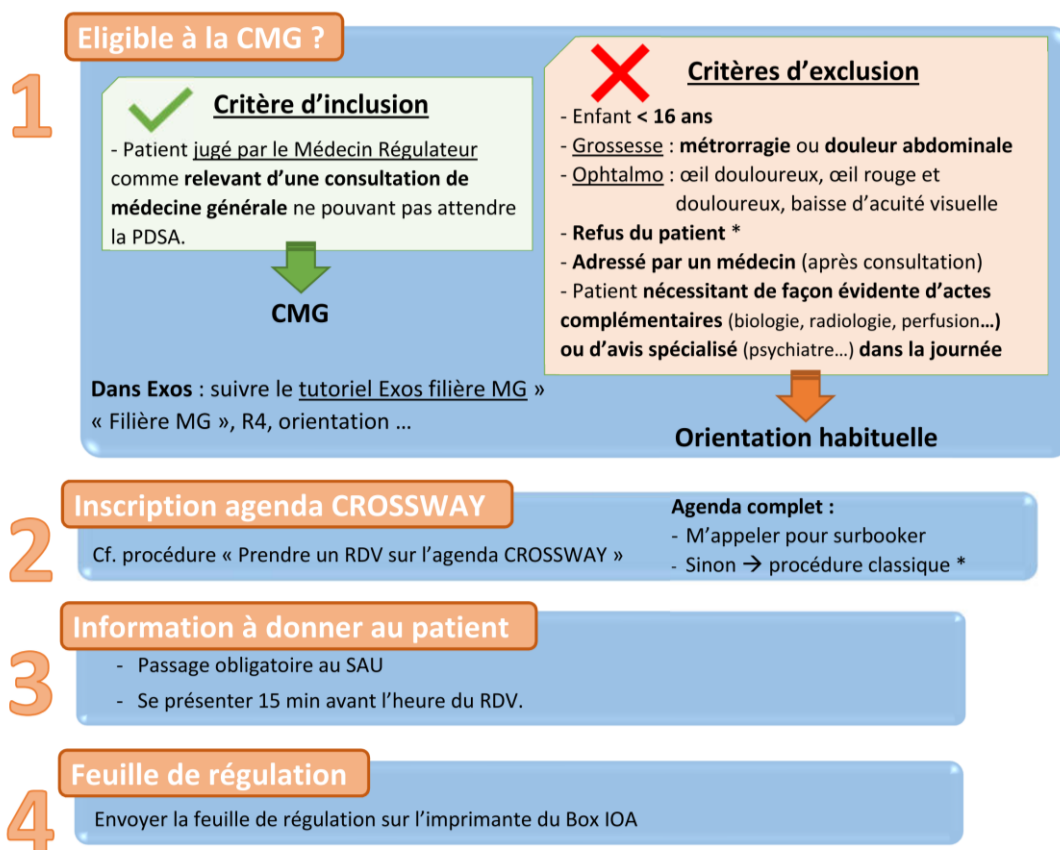 1
Eligible à la CMG ?
Critère d'inclusion
- Patient jugé par le Médecin Régulateur
comme relevant d'une consultation de
médecine générale ne pouvant pas attendre
la PDSA.
CMG
Dans Exos : suivre le tutoriel Exos filière MG »
« Filière MG », R4, orientation ...
Critères d'exclusion
- Enfant < 16 ans
- Grossesse : métrorragie ou douleur abdominale
- Ophtalmo : œil douloureux, œil rouge et
douloureux, baisse d'acuité visuelle
- Refus du patient *
- Adressé par un médecin (après consultation)
- Patient nécessitant de façon évidente d'actes
complémentaires (biologie, radiologie, perfusion…)
ou d'avis spécialisé (psychiatre…) dans la journée
Orientation habituelle
2
Inscription agenda CROSSWAY
Cf. procédure « Prendre un RDV sur l'agenda CROSSWAY »
Agenda complet :
- M'appeler pour surbooker
- Sinon → procédure classique *
3
Information à donner au patient
- Passage obligatoire au SAU
- Se présenter 15 min avant l'heure du RDV.
4
Feuille de régulation
Envoyer la feuille de régulation sur l'imprimante du Box IOA